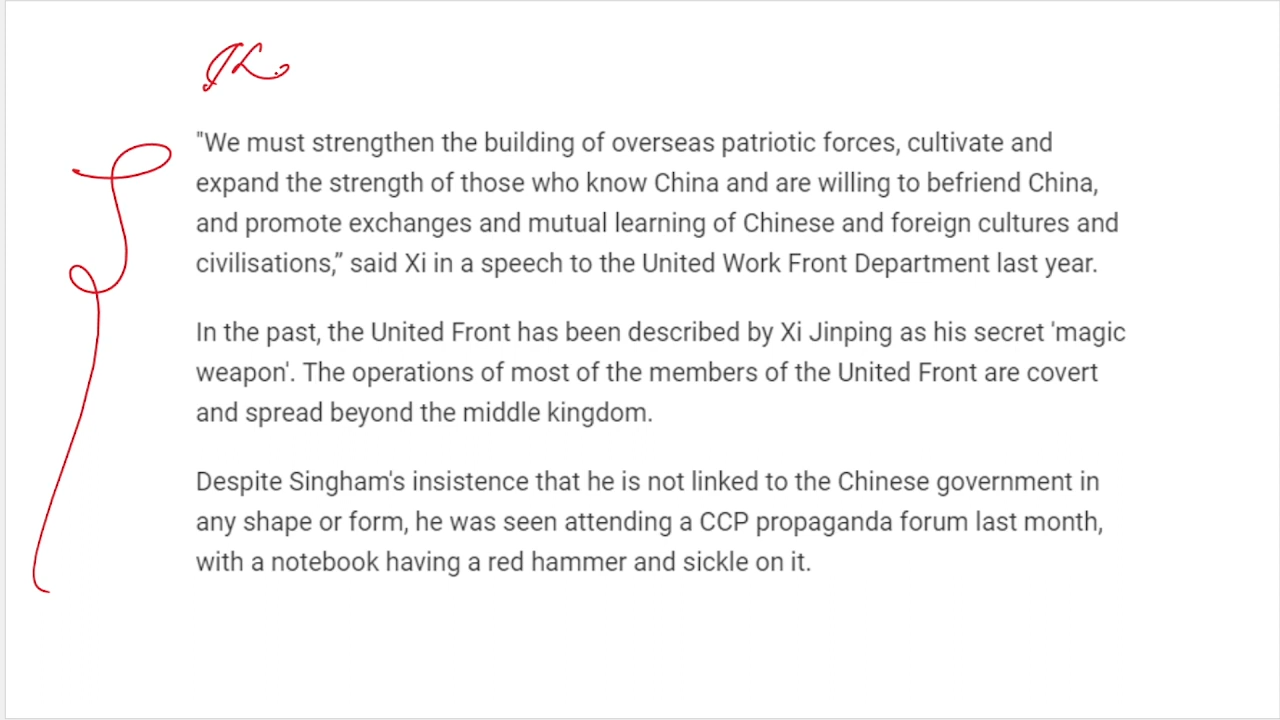 "We must strengthen the building of overseas patriotic forces, cultivate and
expand the strength of those who know China and are willing to befriend China,
and promote exchanges and mutual learning of Chinese and foreign cultures and
civilisations,” said Xi in a speech to the United Work Front Department last year.
In the past, the United Front has been described by Xi Jinping as his secret 'magic
weapon'. The operations of most of the members of the United Front are covert
and spread beyond the middle kingdom.
Despite Singham's insistence that he is not linked to the Chinese government in
any shape or form, he was seen attending a CCP propaganda forum last month,
with a notebook having a red hammer and sickle on it.